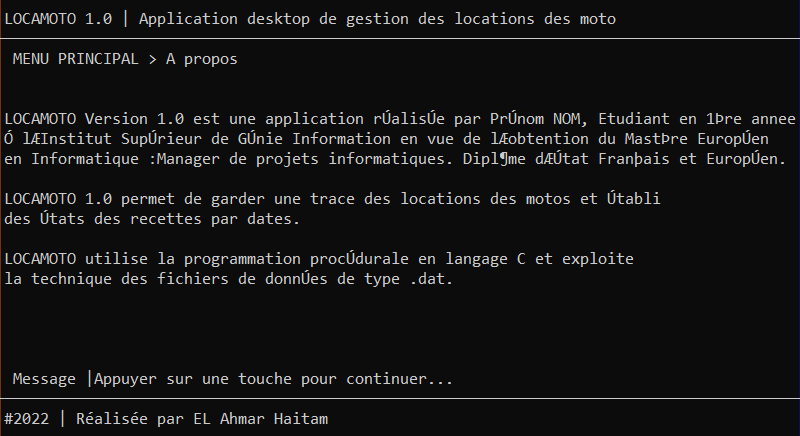 LOCAMOTO 1.0 | Application desktop de gestion des locations des moto
MENU PRINCIPAL > A propos
LOCAMOTO Version 1.0 est une application rÚalisÚe par PrÚnom NOM, Etudiant en 1Þre annee
Ó lÆInstitut SupÚrieur de GÚnie Information en vue de lÆobtention du MastÞre EuropÚen
en Informatique :Manager de projets informatiques. Dipl¶me dÆÚtat Franþais et EuropÚen.
LOCAMOTO 1.0 permet de garder une trace des locations des motos et Útabli
des Útats des recettes par dates.
LOCAMOTO utilise la programmation procÚdurale en langage C et exploite
la technique des fichiers de donnÚes de type .dat.
Message |Appuyer sur une touche pour continuer...
#2022 | Réalisée par EL Ahmar Haitam